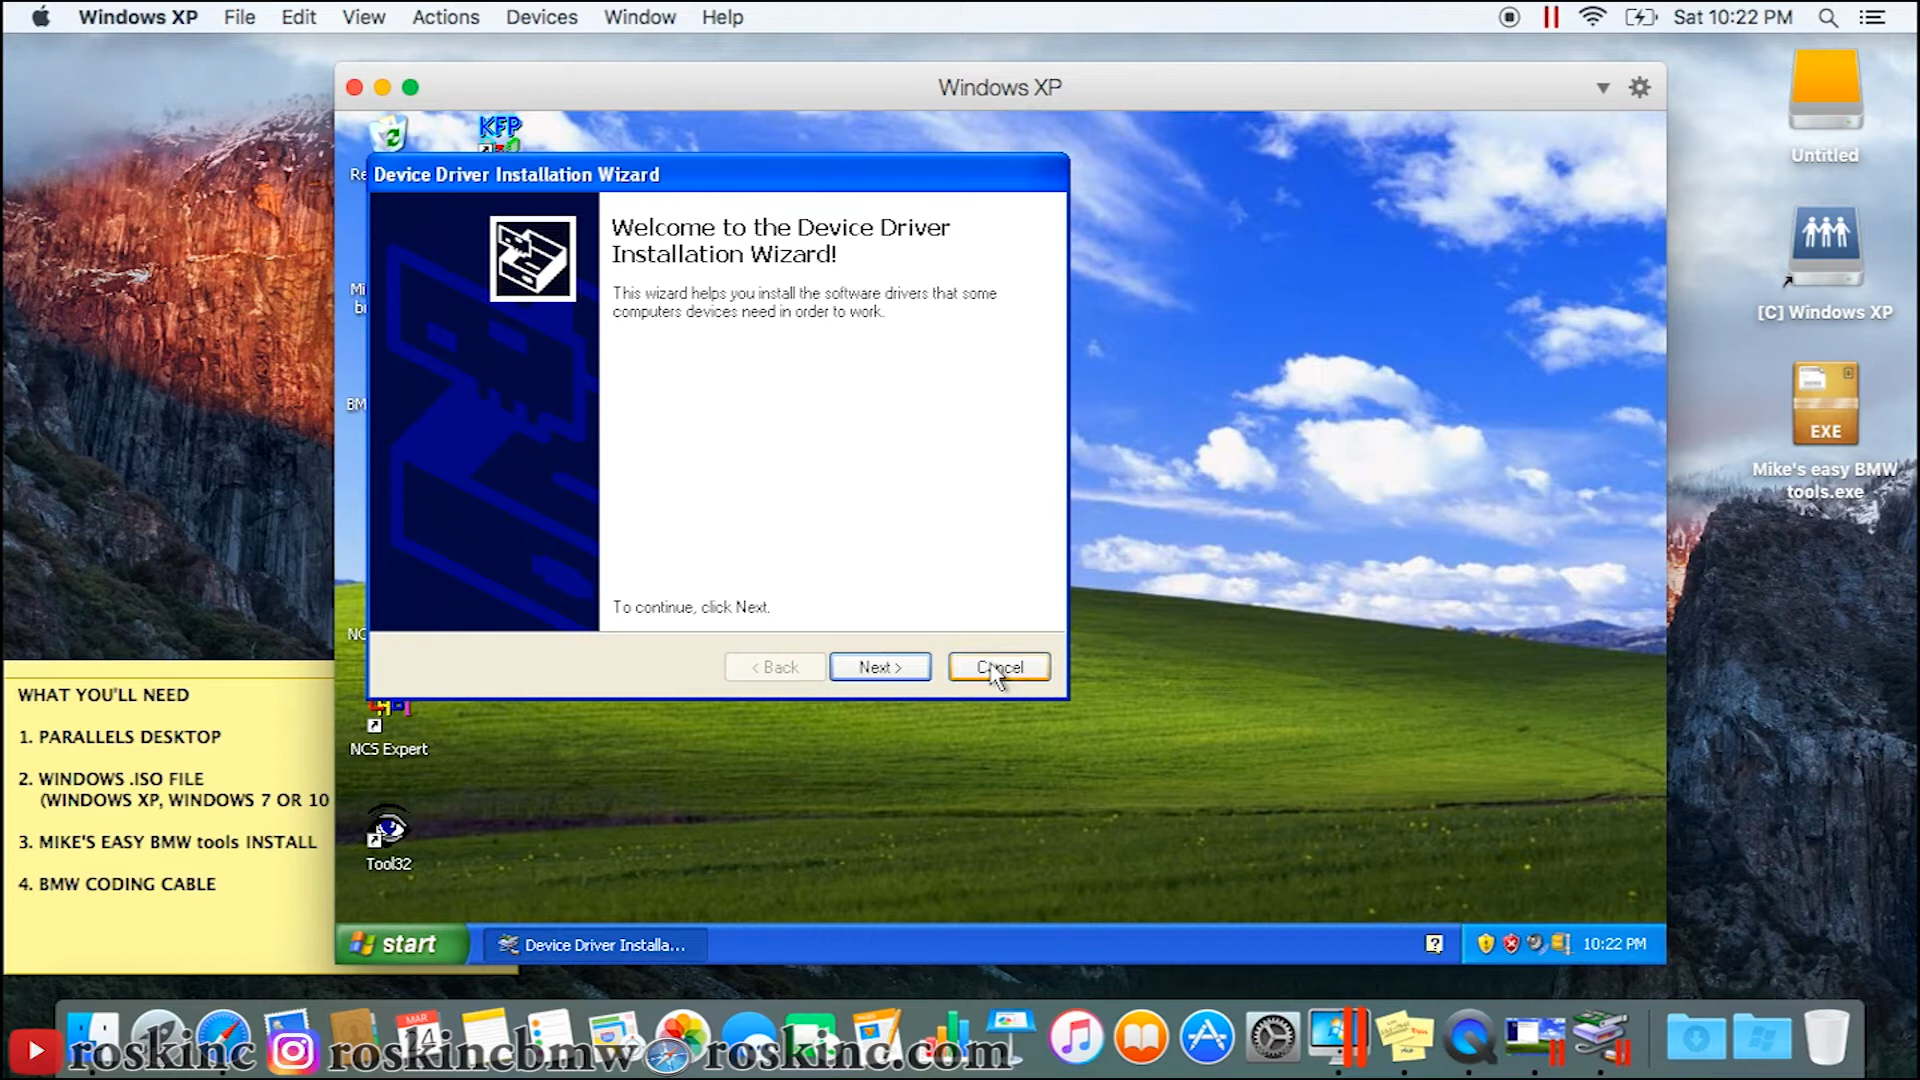 Windows XP File Edit View Actions Devices Window Help Sat 10:22 PM
Windows XP
KFP
Untitled
Re
Device Driver Installation Wizard
Welcome to the Device Driver
Installation Wizard!
This wizard helps you install the software drivers that some
computers devices need in order to work.
Mi
[C] Windows XP
BM
EXE
Mike's easy BMW
tools.exe
To continue, click Next.
NC
< Back Next > Cancel
WHAT YOU'LL NEED
1. PARALLELS DESKTOP
2. WINDOWS .ISO FILE
(WINDOWS XP, WINDOWS 7 OR 10
3. MIKE'S EASY BMW tools INSTALL
4. BMW CODING CABLE
NCS Expert
Tool32
start Device Driver Installa... 10:22 PM
MAR
roskinc roskincbmw roskinc.com